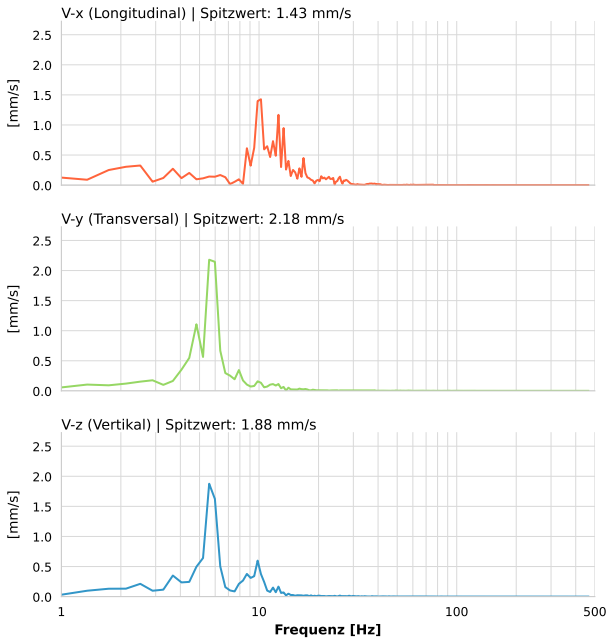 V-x (Longitudinal) | Spitzwert: 1.43 mm/s
2.5
2.0
1.5
1.0
0.5
0.0
[mm/s]
V-y (Transversal) | Spitzwert: 2.18 mm/s
2.5
2.0
1.5
1.0
0.5
0.0
[mm/s]
V-z (Vertikal) | Spitzwert: 1.88 mm/s
2.5
2.0
1.5
1.0
0.5
0.0
[mm/s]
1 10 100 500
Frequenz [Hz]